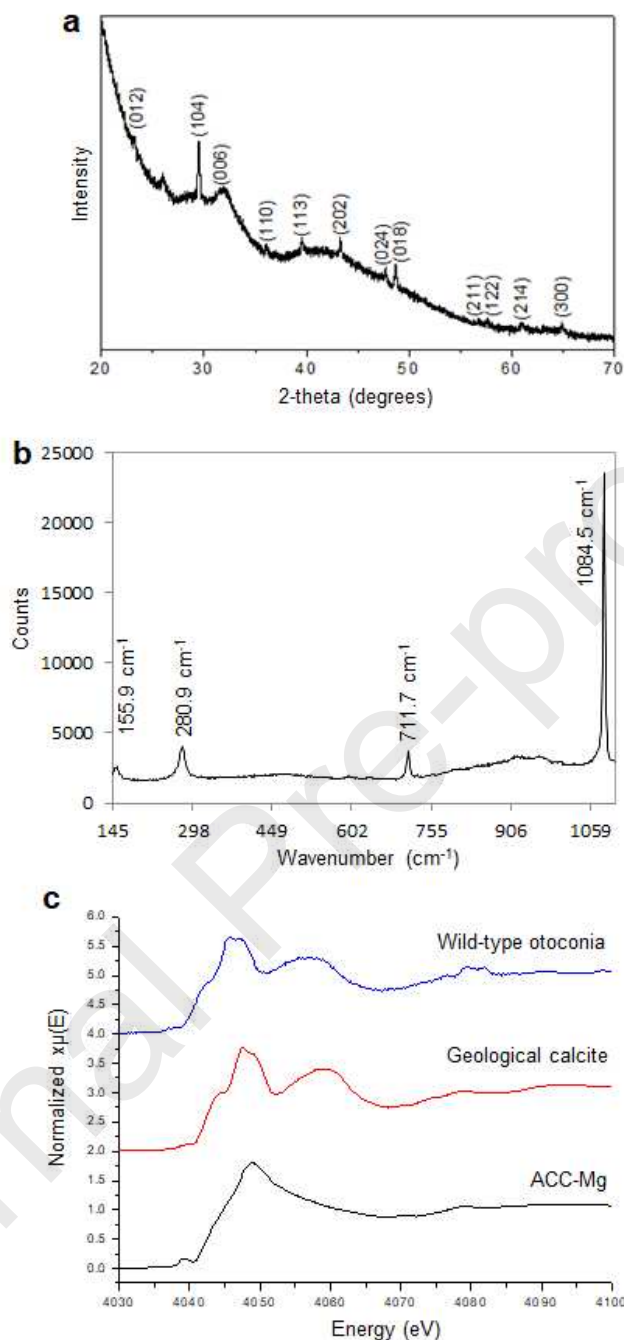 a
(012)
(104)
(006)
(110)
(113)
(202)
(024)
(018)
(211)
(122)
(214)
(300)
Intensity
20 30 40 50 60 70
2-theta (degrees)
b
25000
20000
15000
10000
5000
0
Counts
155.9 cm-1
280.9 cm-1
711.7 cm-1
1084.5 cm-1
145 298 449 602 755 906 1059
Wavenumber (cm-1)
c
6.0
5.5
5.0
4.5
4.0
3.5
3.0
2.5
2.0
1.5
1.0
0.5
0.0
Normalized xμ(E)
Wild-type otoconia
Geological calcite
ACC-Mg
4030 4040 4050 4060 4070 4080 4090 4100
Energy (eV)
nal Pre-pro